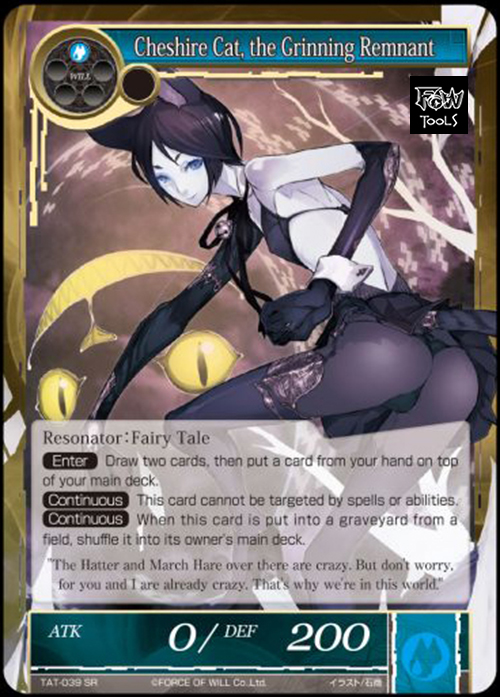 Cheshire Cat, the Grinning Remnant
WILL
FOW
TOOLS
Resonator:Fairy Tale
Enter Draw two cards, then put a card from your hand on top
of your main deck.
Continuous This card cannot be targeted by spells or abilities.
Continuous When this card is put into a graveyard from a
field, shuffle it into its owner's main deck.
"The Hatter and March Hare over there are crazy. But don't worry,
for you and I are already crazy. That's why we're in this world."
ATK 0/ DEF 200
TAT-039 SR ©FORCE OF WILL Co.,Ltd. イラスト/石橋